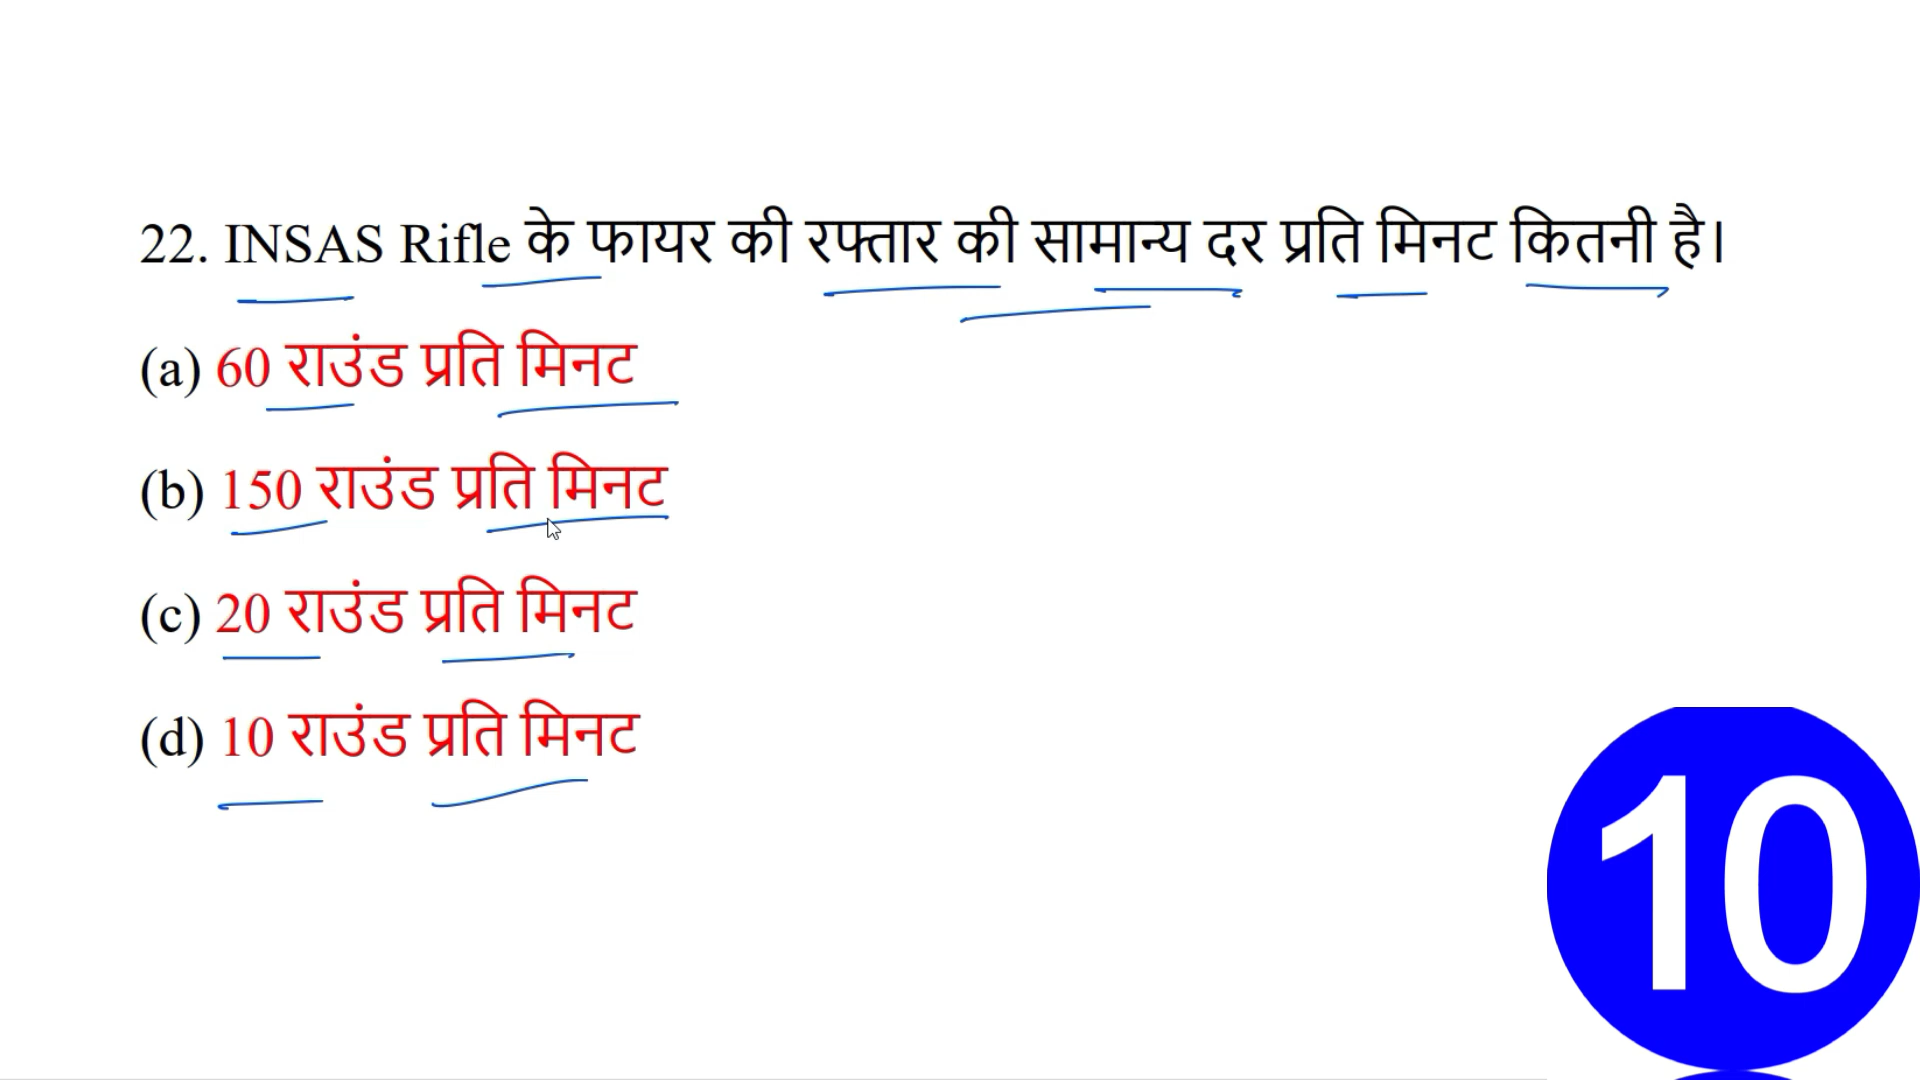 22. INSAS Rifle के फायर की रफ्तार की सामान्य दर प्रति मिनट कितनी है।
(a) 60 राउंड प्रति मिनट
(b) 150 राउंड प्रति मिनट
(c) 20 राउंड प्रति मिनट
(d) 10 राउंड प्रति मिनट
10